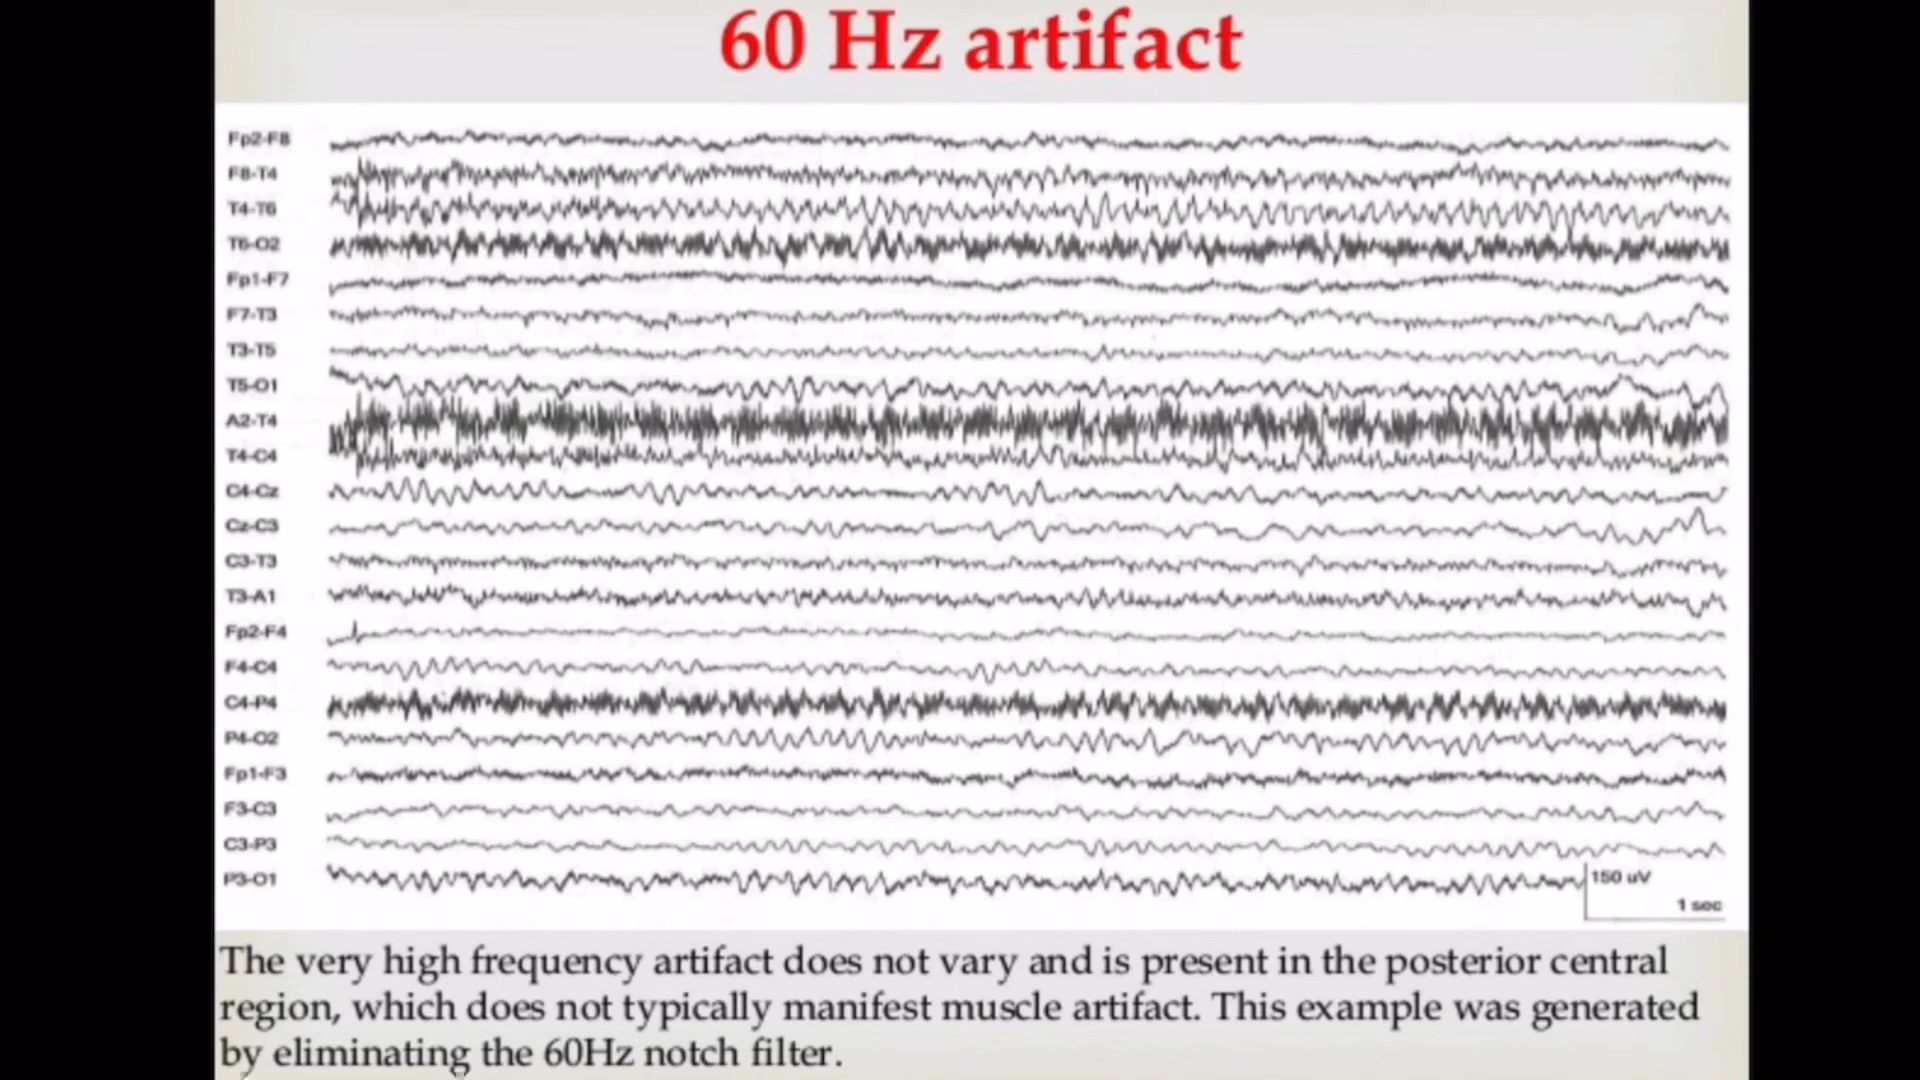 60 Hz artifact
Fp2-F8
F8-T4
T4-T6
T6-O2
Fp1-F7
F7-T3
T3-T5
T5-O1
A2-T4
T4-C4
C4-Cz
Cz-C3
C3-T3
T3-A1
Fp2-F4
F4-C4
C4-P4
P4-O2
Fp1-F3
F3-C3
C3-P3
P3-O1
150 uV
1 sec
The very high frequency artifact does not vary and is present in the posterior central
region, which does not typically manifest muscle artifact. This example was generated
by eliminating the 60Hz notch filter.